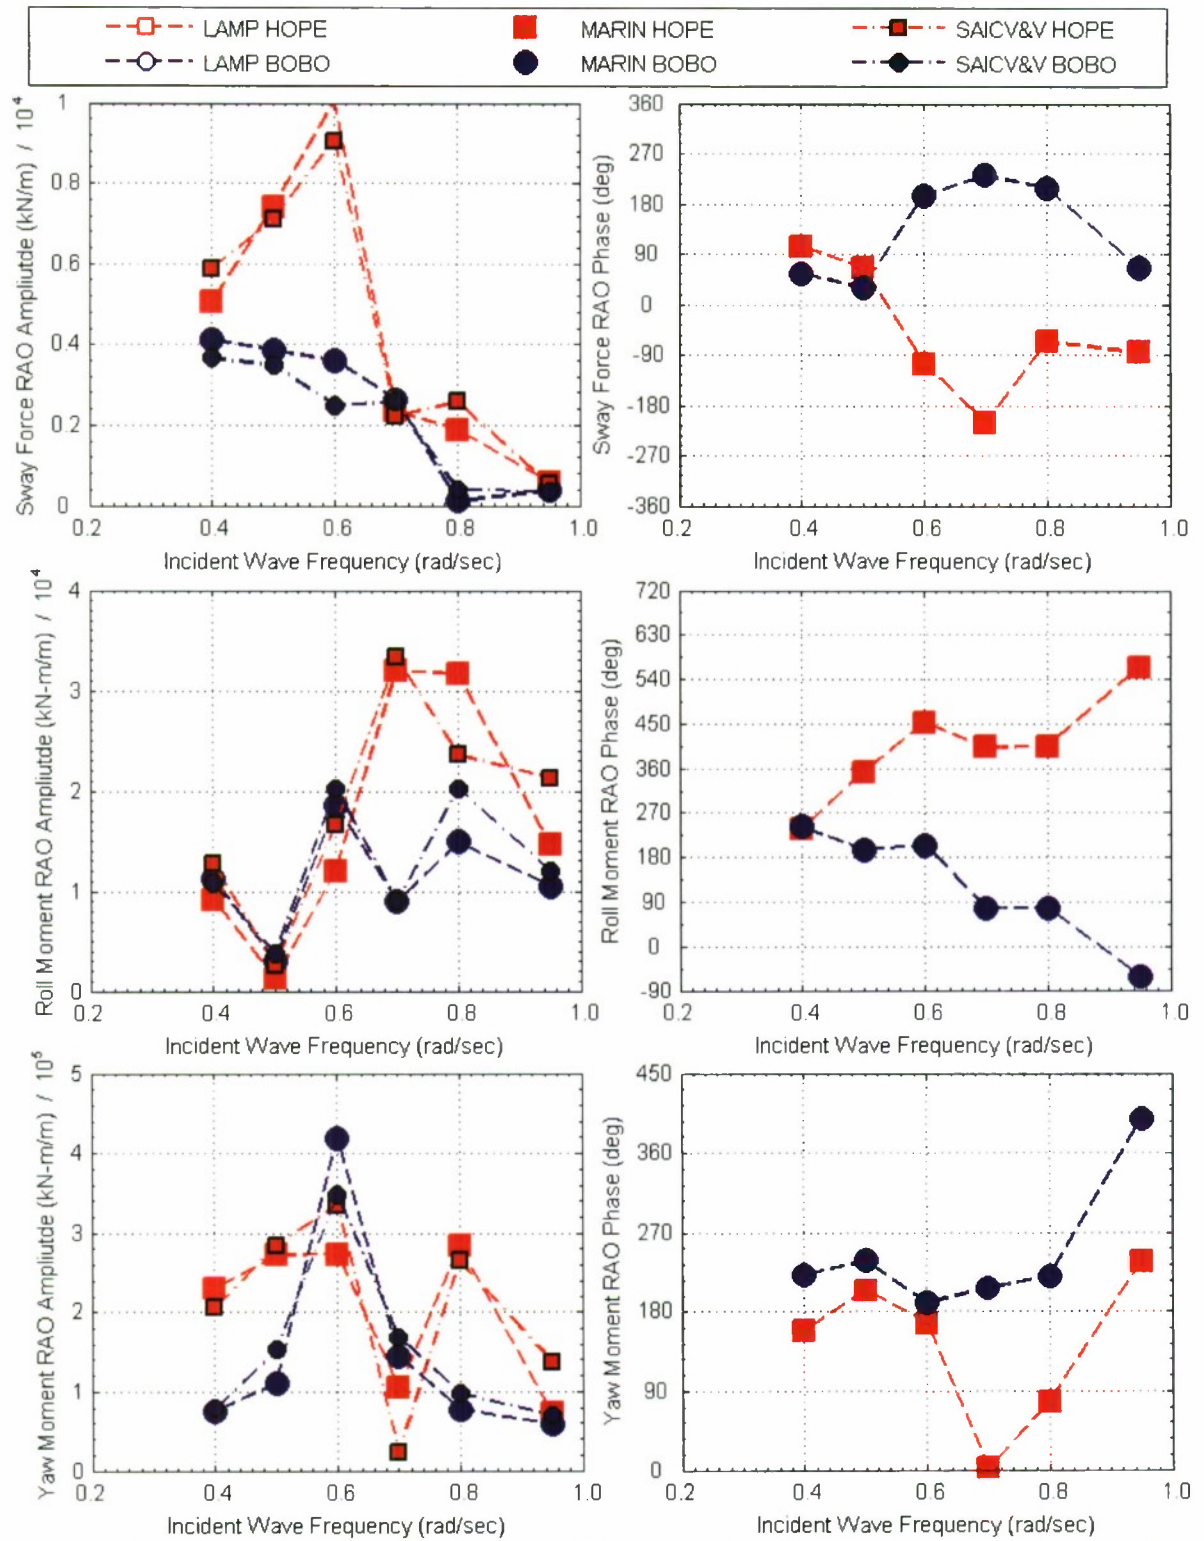 LAMP HOPE MARIN HOPE SAICV&V HOPE
LAMP BOBO MARIN BOBO SAICV&V BOBO
Sway Force RAO Ampliutde (kN/m) / 10⁴
1
0.8
0.6
0.4
0.2
0
0.2 0.4 0.6 0.8 1.0
Incident Wave Frequency (rad/sec)
Sway Force RAO Phase (deg)
360
270
180
90
0
-90
-180
-270
-360
0.2 0.4 0.6 0.8 1.0
Incident Wave Frequency (rad/sec)
Roll Moment RAO Ampliutde (kN-m/m) / 10⁴
4
3
2
1
0
0.2 0.4 0.6 0.8 1.0
Incident Wave Frequency (rad/sec)
Roll Moment RAO Phase (deg)
720
630
540
450
360
270
180
90
0
-90
0.2 0.4 0.6 0.8 1.0
Incident Wave Frequency (rad/sec)
Yaw Moment RAO Ampliutde (kN-m/m) / 10⁵
5
4
3
2
1
0
0.2 0.4 0.6 0.8 1.0
Incident Wave Frequency (rad/sec)
Yaw Moment RAO Phase (deg)
450
360
270
180
90
0
0.2 0.4 0.6 0.8 1.0
Incident Wave Frequency (rad/sec)